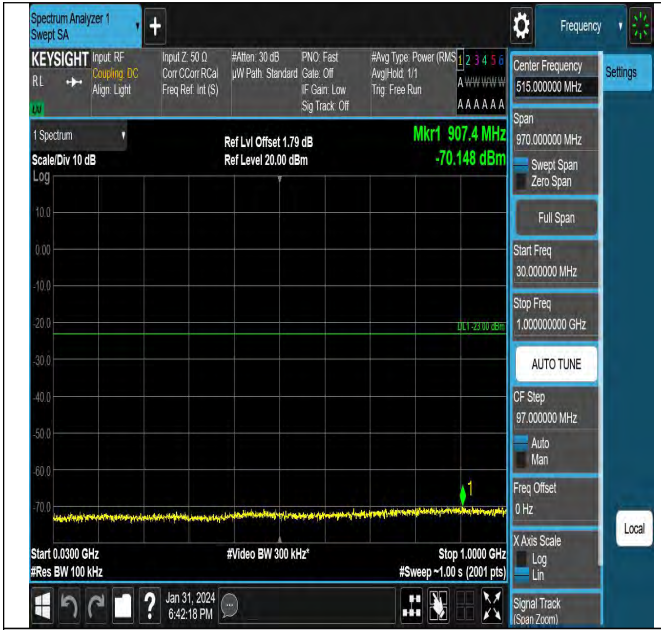 Spectrum Analyzer 1
Swept SA
Frequency
KEYSIGHT
Input: RF
Coupling: DC
Align: Light
Input Z: 50 Ω
Corr CCorr RCal
Freq Ref: Int (S)
#Atten: 30 dB
µW Path: Standard
PNO: Fast
Gate: Off
IF Gain: Low
Sig Track: Off
#Avg Type: Power (RMS
Avg|Hold: 1/1
Trig: Free Run
1 2 3 4 5 6
A W W W W W
A A A A A A
RL
LXI
1 Spectrum
Scale/Div 10 dB
Log
Ref Lvl Offset 1.79 dB
Ref Level 20.00 dBm
Mkr1 907.4 MHz
-70.148 dBm
10.0
0.00
-10.0
-20.0
DL1 -23.00 dBm
-30.0
-40.0
-50.0
-60.0
1
-70.0
Start 0.0300 GHz
#Res BW 100 kHz
#Video BW 300 kHz*
Stop 1.0000 GHz
#Sweep ~1.00 s (2001 pts)
Jan 31, 2024
6:42:18 PM
Center Frequency
515.000000 MHz
Settings
Span
970.000000 MHz
Swept Span
Zero Span
Full Span
Start Freq
30.000000 MHz
Stop Freq
1.000000000 GHz
AUTO TUNE
CF Step
97.000000 MHz
Auto
Man
Freq Offset
0 Hz
X Axis Scale
Log
Lin
Local
Signal Track
(Span Zoom)